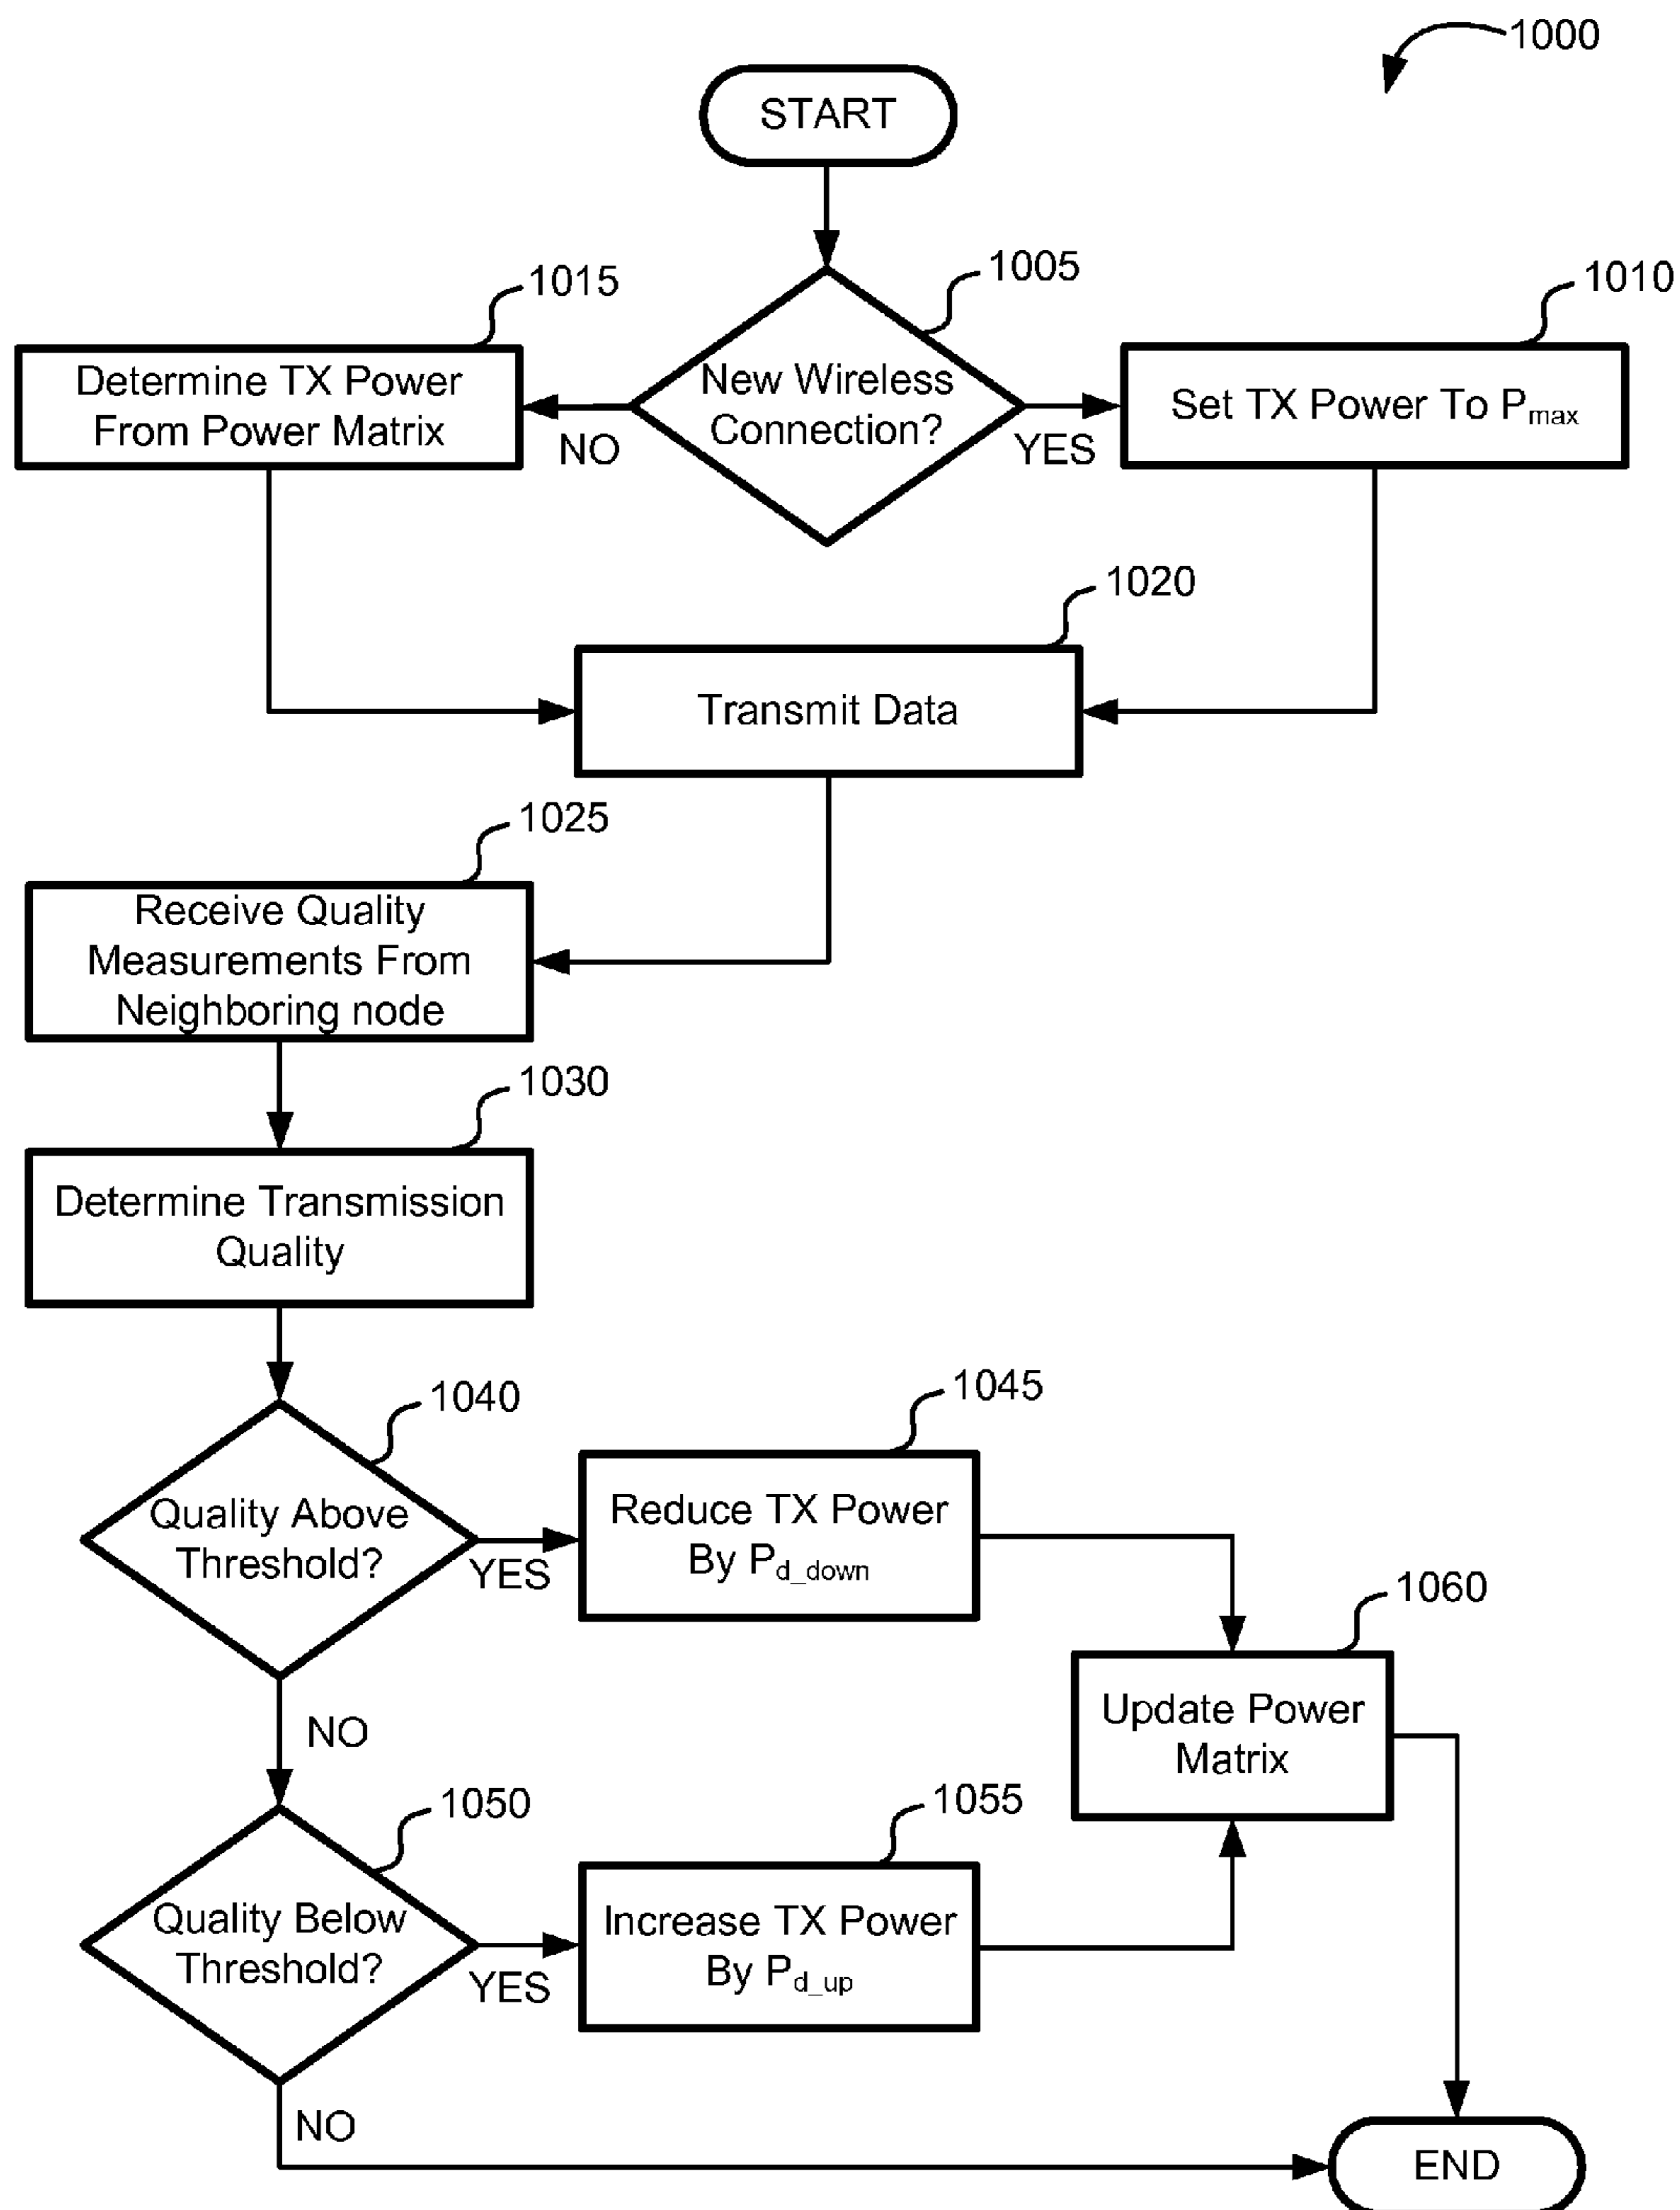 1000
START
1005
1015
1010
New Wireless
Connection?
Determine TX Power
From Power Matrix
Set TX Power To Pmax
NO
YES
1020
Transmit Data
1025
Receive Quality
Measurements From
Neighboring node
1030
Determine Transmission
Quality
1040
1045
Quality Above
Threshold?
YES
Reduce TX Power
By Pd_down
1060
Update Power
Matrix
NO
1050
1055
Quality Below
Threshold?
YES
Increase TX Power
By Pd_up
NO
END